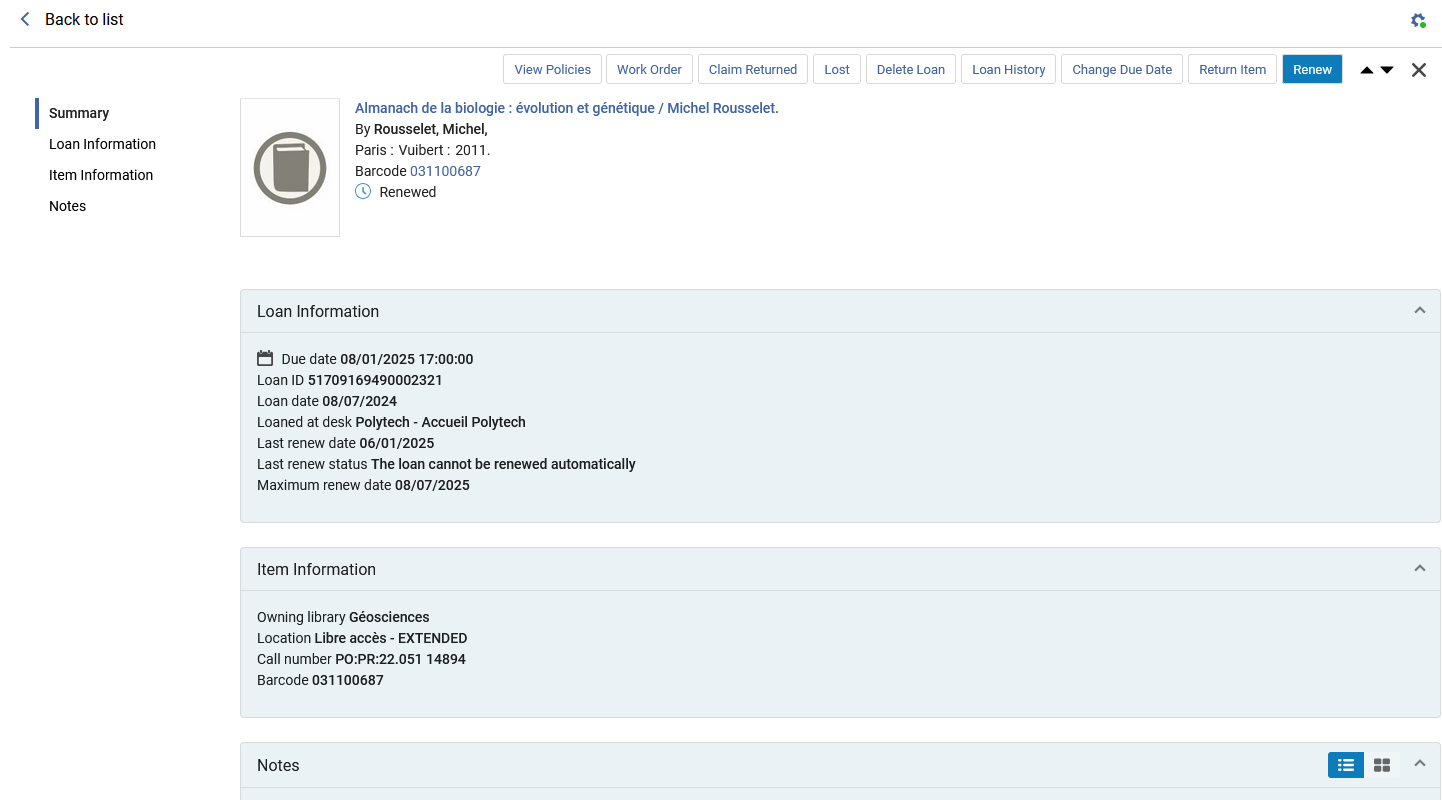 Back to list
View Policies Work Order Claim Returned Lost Delete Loan Loan History Change Due Date Return Item Renew
Summary
Loan Information
Item Information
Notes
Almanach de la biologie : évolution et génétique / Michel Rousselet.
By Rousselet, Michel,
Paris : Vuibert : 2011.
Barcode 031100687
Renewed
Loan Information
Due date 08/01/2025 17:00:00
Loan ID 51709169490002321
Loan date 08/07/2024
Loaned at desk Polytech - Accueil Polytech
Last renew date 06/01/2025
Last renew status The loan cannot be renewed automatically
Maximum renew date 08/07/2025
Item Information
Owning library Géosciences
Location Libre accès - EXTENDED
Call number PO:PR:22.051 14894
Barcode 031100687
Notes